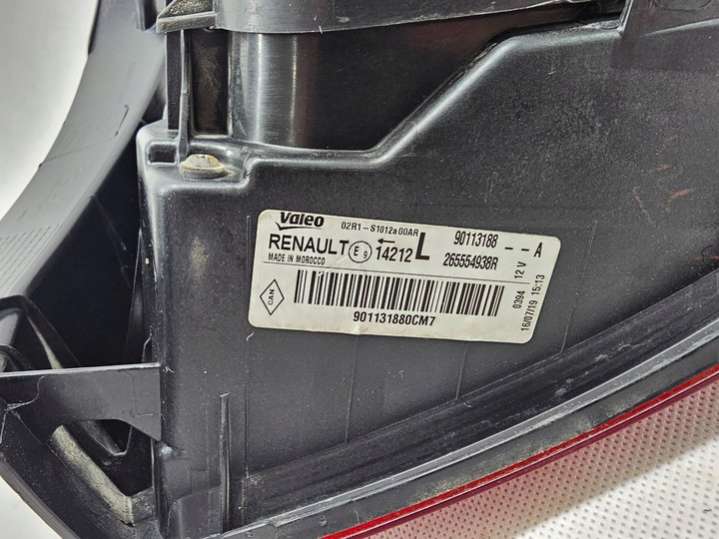 Valeo 02R1-S1012a00AR 90113188 -- A
RENAULT E9 14212 L 265554938R 12 V
MADE IN MOROCCO
CAR
901131880CM7
0394
16/07/19 15:13